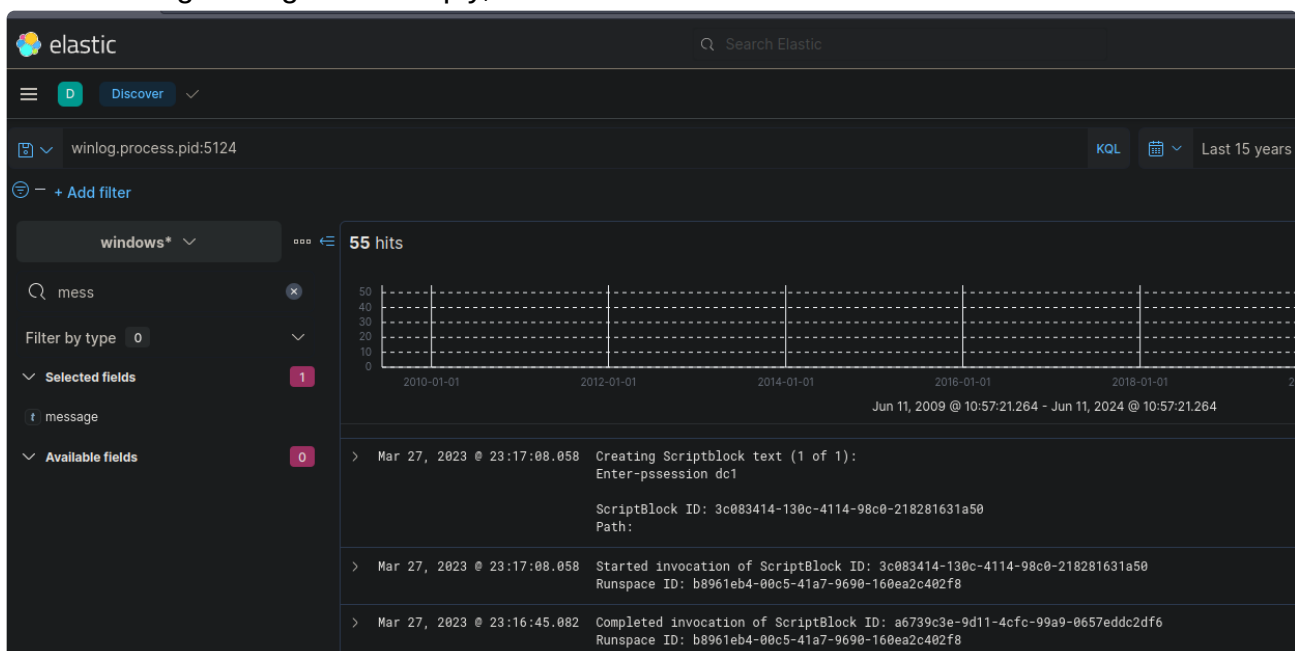 elastic
Search Elastic
D Discover
winlog.process.pid:5124 KQL Last 15 years
+ Add filter
windows* 55 hits
mess
Filter by type 0
Selected fields 1
t message
Available fields 0
50
40
30
20
10
0
2010-01-01 2012-01-01 2014-01-01 2016-01-01 2018-01-01
Jun 11, 2009 @ 10:57:21.264 - Jun 11, 2024 @ 10:57:21.264
> Mar 27, 2023 @ 23:17:08.058 Creating Scriptblock text (1 of 1):
Enter-pssession dc1
ScriptBlock ID: 3c083414-130c-4114-98c0-218281631a50
Path:
> Mar 27, 2023 @ 23:17:08.058 Started invocation of ScriptBlock ID: 3c083414-130c-4114-98c0-218281631a50
Runspace ID: b8961eb4-00c5-41a7-9690-160ea2c402f8
> Mar 27, 2023 @ 23:16:45.082 Completed invocation of ScriptBlock ID: a6739c3e-9d11-4cfc-99a9-0657eddc2df6
Runspace ID: b8961eb4-00c5-41a7-9690-160ea2c402f8